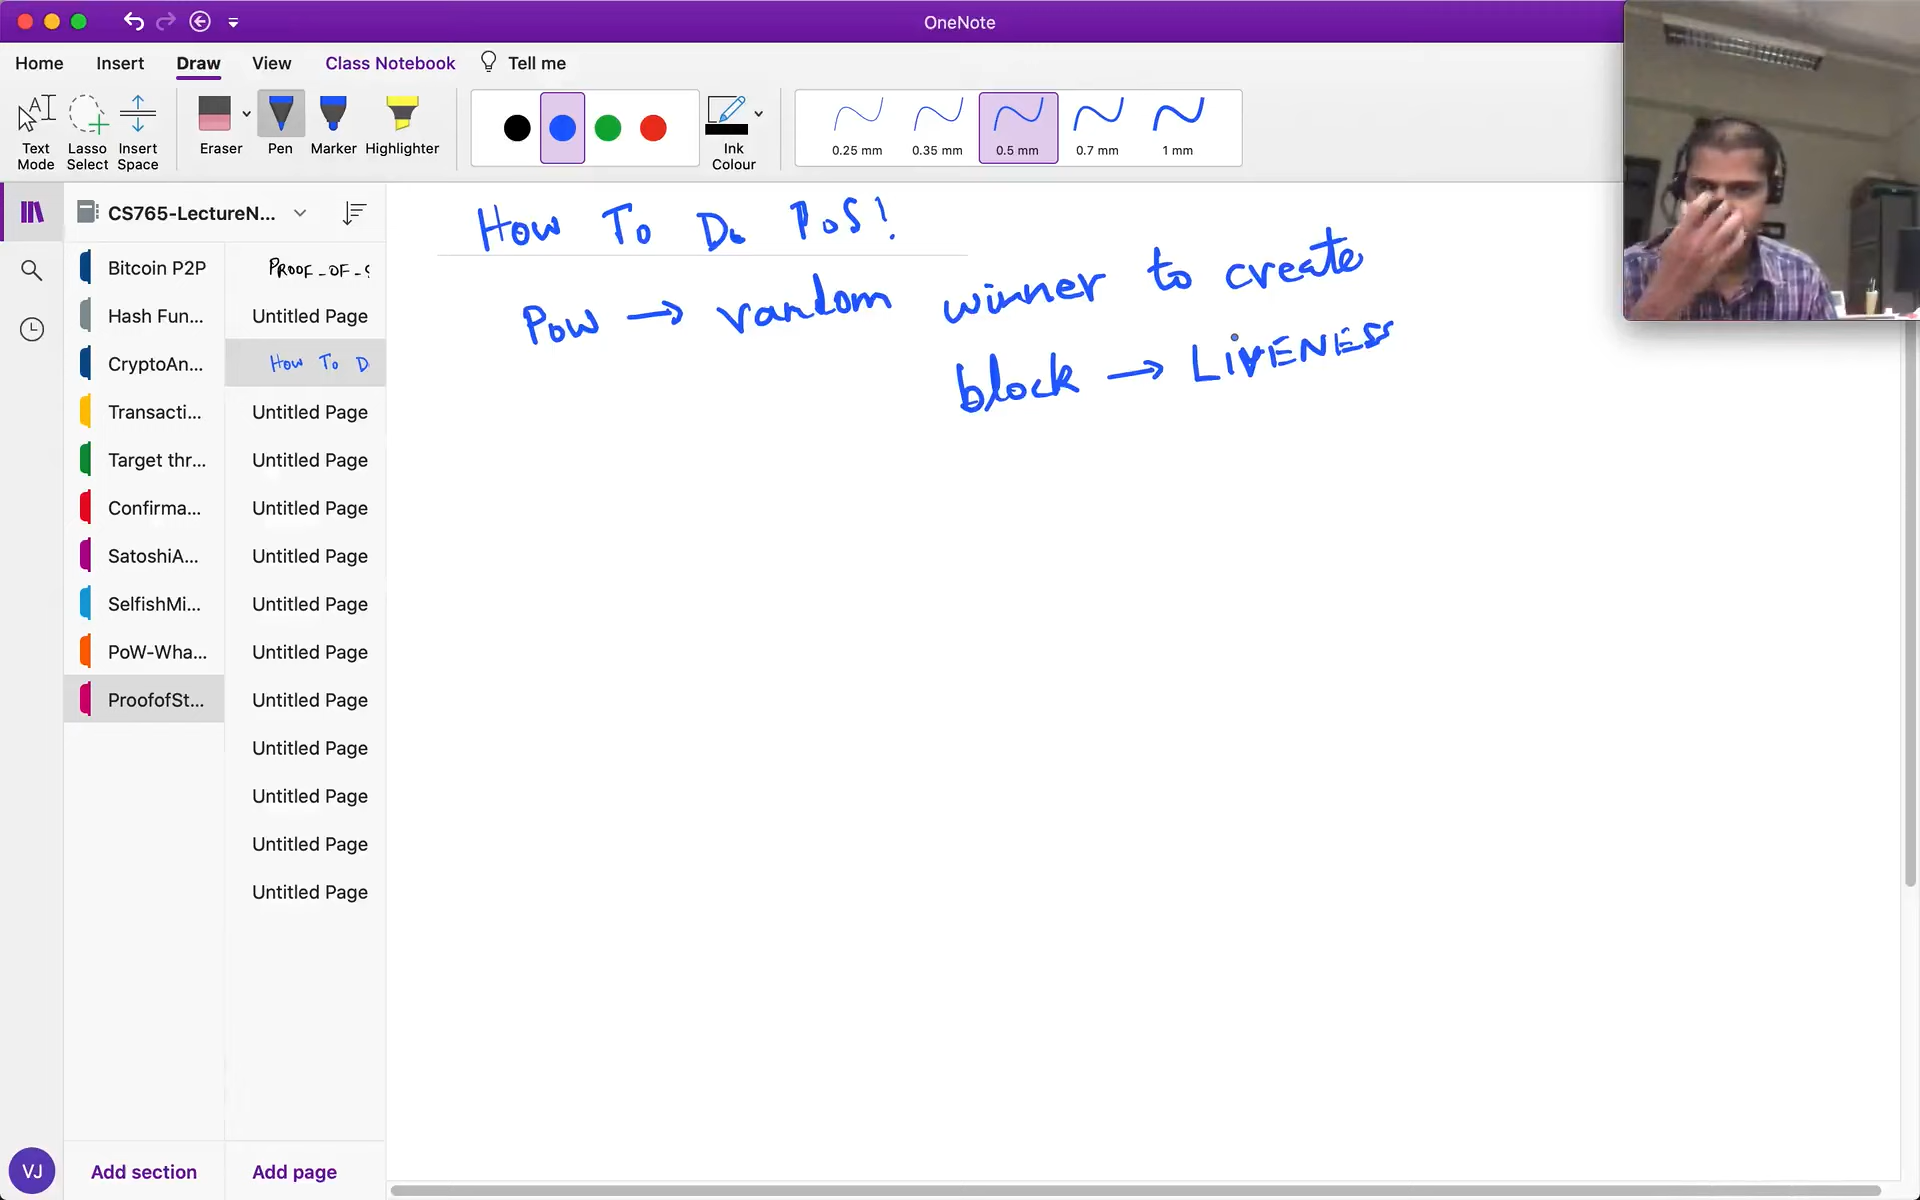 OneNote
Home Insert Draw View Class Notebook Tell me
Text Mode
Lasso Select
Insert Space
Eraser
Pen
Marker
Highlighter
Ink Colour
0.25 mm
0.35 mm
0.5 mm
0.7 mm
1 mm
CS765-LectureN...
Bitcoin P2P
Hash Fun...
CryptoAn...
Transacti...
Target thr...
Confirma...
SatoshiA...
SelfishMi...
PoW-Wha...
ProofofSt...
Add section
PROOF-OF-S
Untitled Page
How To D
Untitled Page
Untitled Page
Untitled Page
Untitled Page
Untitled Page
Untitled Page
Untitled Page
Untitled Page
Untitled Page
Untitled Page
Untitled Page
Add page
VJ
How To Do PoS!
PoW → random winner to create
block → LIVENESS